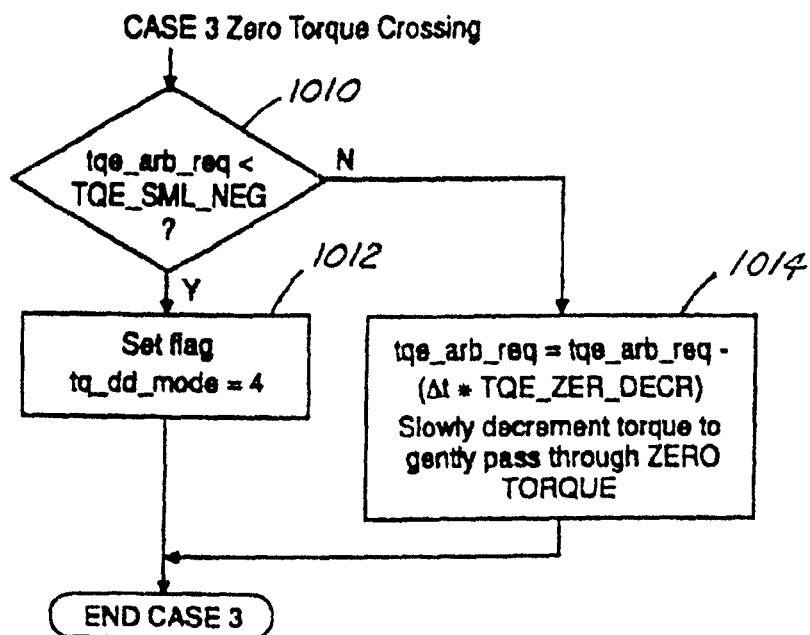 CASE 3 Zero Torque Crossing
1010
tqe_arb_req <
TQE_SML_NEG
?
N
Y
1012
Set flag
tq_dd_mode = 4
1014
tqe_arb_req = tqe_arb_req -
(Δt * TQE_ZER_DECR)
Slowly decrement torque to
gently pass through ZERO
TORQUE
END CASE 3